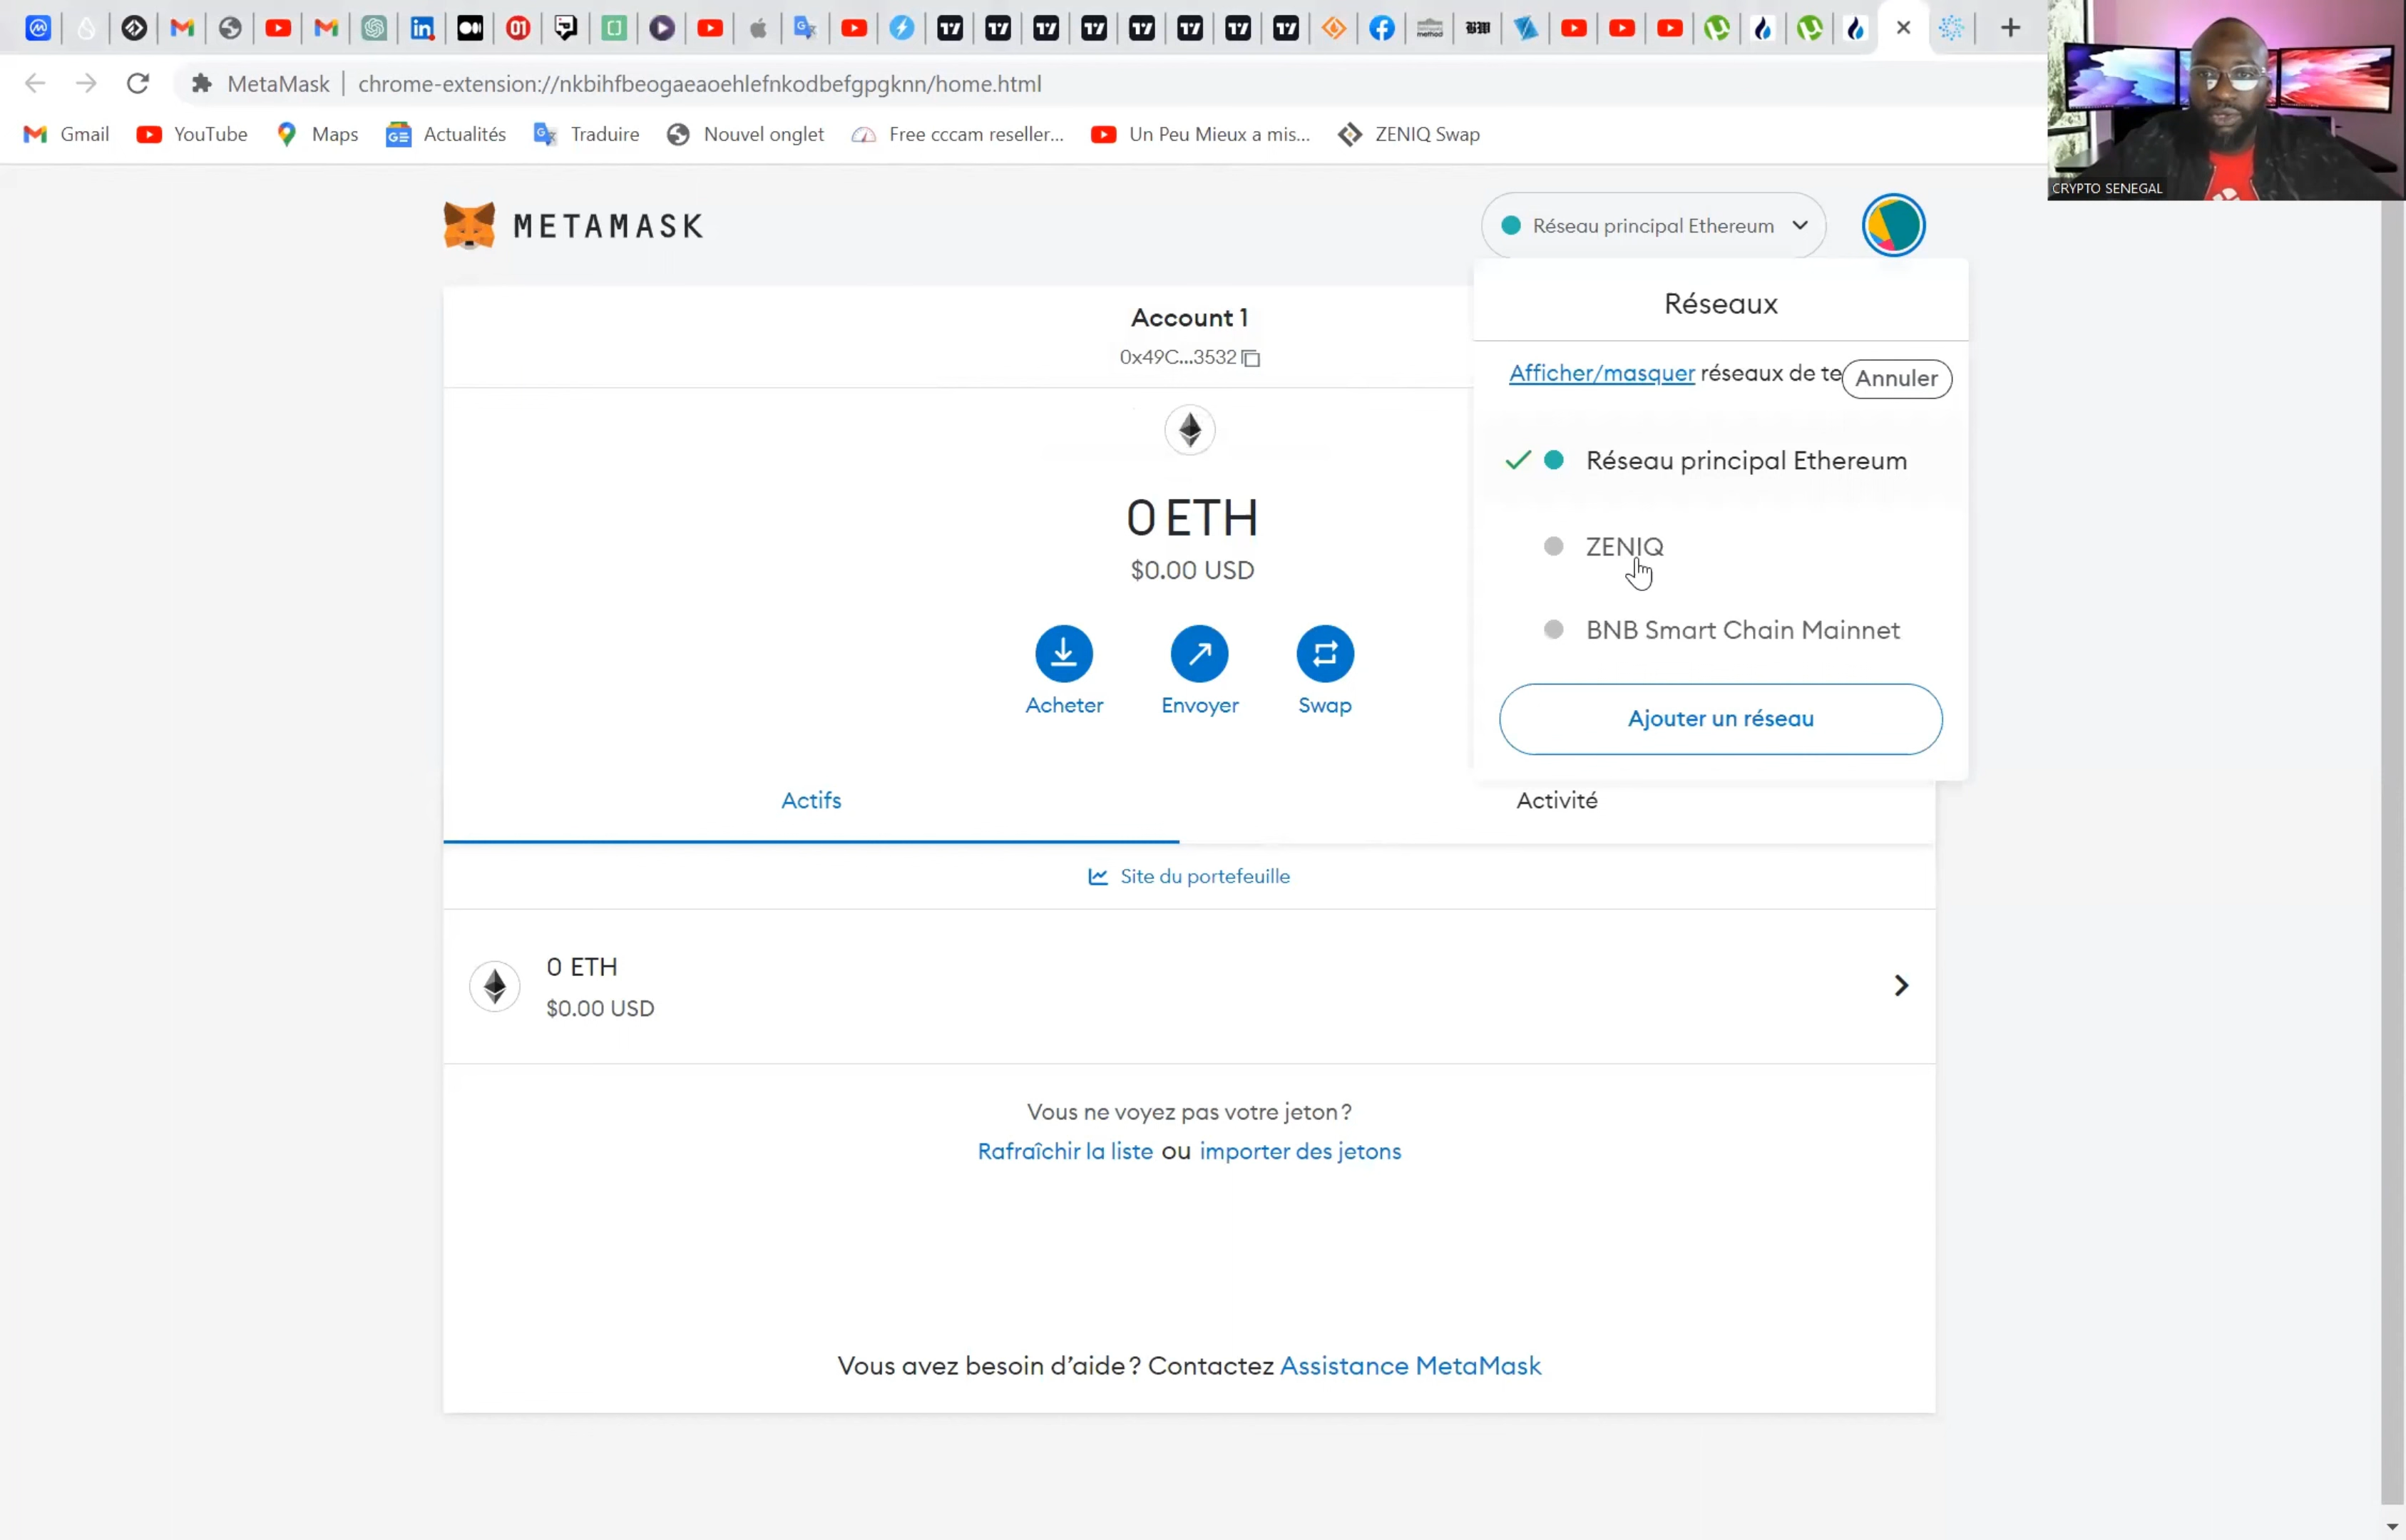 MetaMask
chrome-extension://nkbihfbeogaeaoehlefnkodbefgpgknn/home.html
Gmail
YouTube
Maps
Actualités
Traduire
Nouvel onglet
Free cccam reseller...
Un Peu Mieux a mis...
ZENIQ Swap
CRYPTO SENEGAL
METAMASK
Réseau principal Ethereum
Réseaux
Account 1
0x49C...3532
Afficher/masquer réseaux de te
Annuler
Réseau principal Ethereum
ZENIQ
BNB Smart Chain Mainnet
Ajouter un réseau
0 ETH
$0.00 USD
Acheter
Envoyer
Swap
Actifs
Activité
Site du portefeuille
0 ETH
$0.00 USD
Vous ne voyez pas votre jeton ?
Rafraîchir la liste ou importer des jetons
Vous avez besoin d’aide ? Contactez Assistance MetaMask